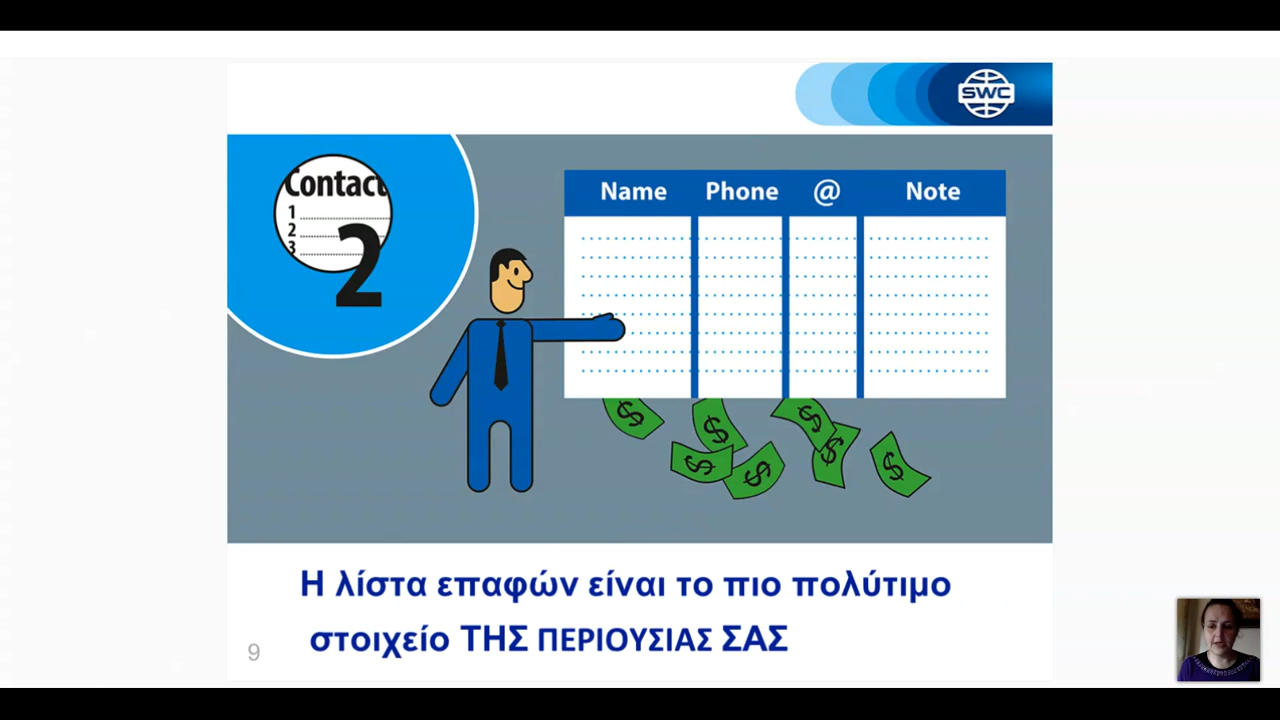 SWC
Contact
1
2
3
2
Name Phone @ Note
$ $ $ $ $ $ $
Η λίστα επαφών είναι το πιο πολύτιμο
στοιχείο ΤΗΣ ΠΕΡΙΟΥΣΙΑΣ ΣΑΣ
9